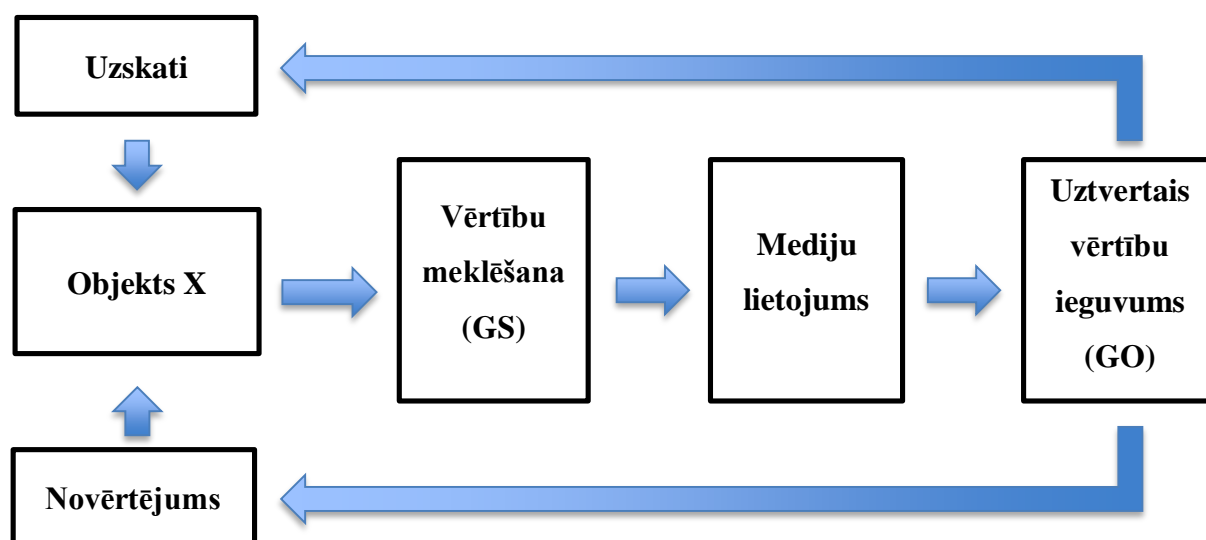 Uzskati
Objekts X
Novērtējums
Vērtību
meklēšana
(GS)
Mediju
lietojums
Uztvertais
vērtību
ieguvums
(GO)